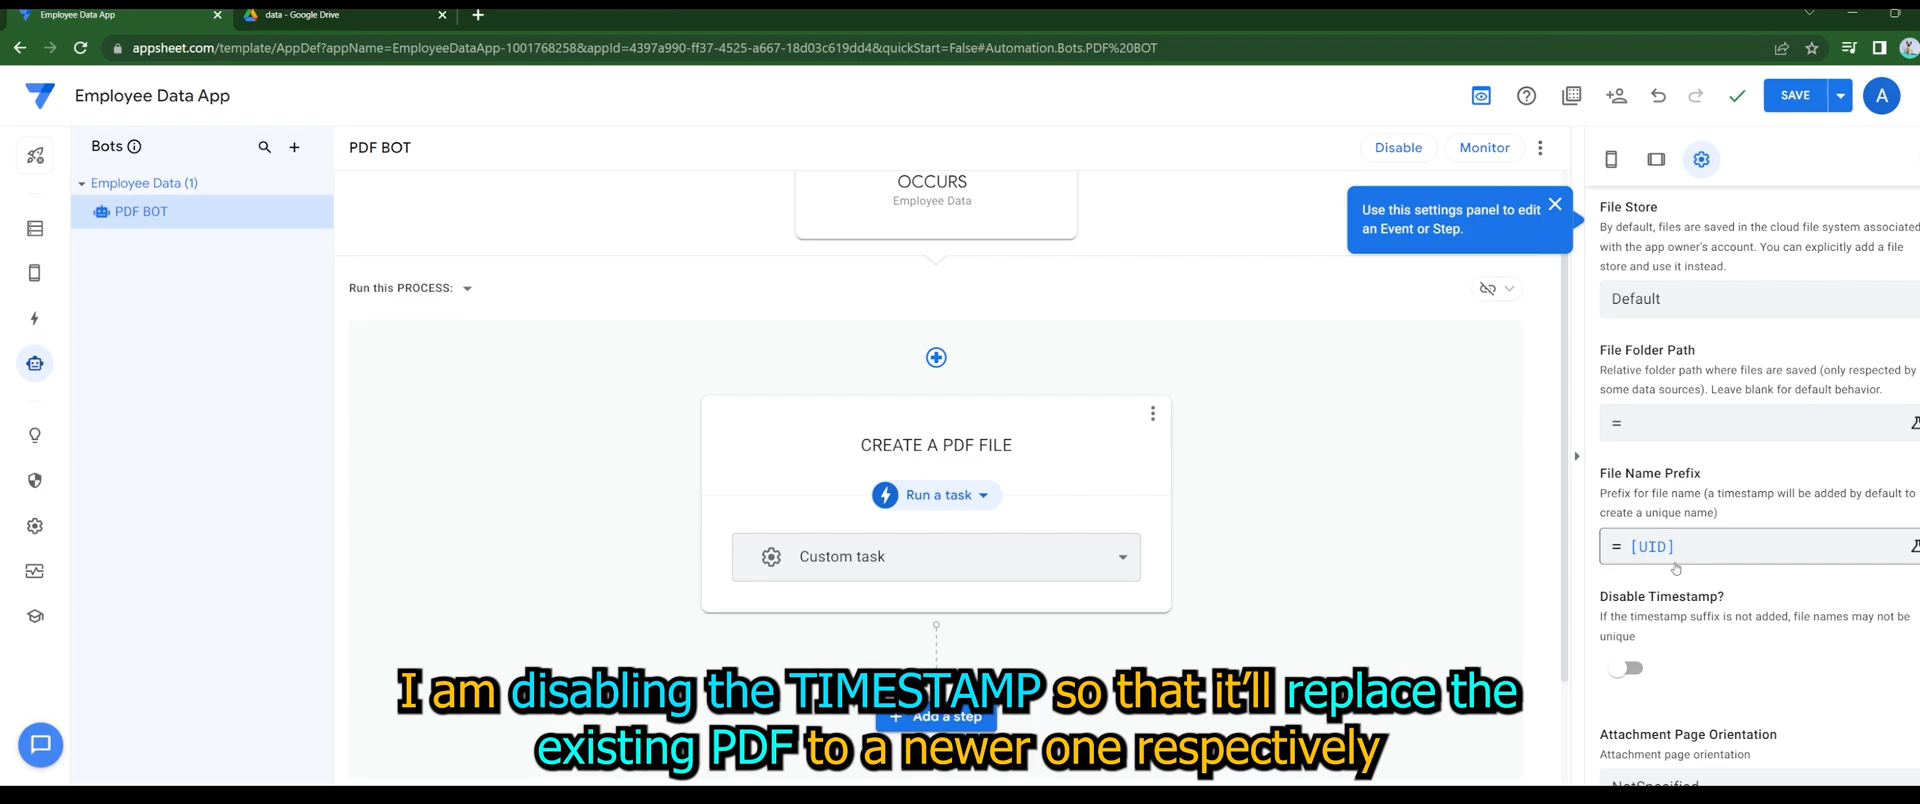 Employee Data App
data - Google Drive
appsheet.com/template/AppDef?appName=EmployeeDataApp-1001768258&appId=4397a990-ff37-4525-a667-18d03c619dd4&quickStart=False#Automation.Bots.PDF%20BOT
Employee Data App
SAVE
A
Bots
Employee Data (1)
PDF BOT
PDF BOT
Disable
Monitor
OCCURS
Employee Data
Use this settings panel to edit
an Event or Step.
Run this PROCESS:
CREATE A PDF FILE
Run a task
Custom task
Add a step
File Store
By default, files are saved in the cloud file system associated
with the app owner's account. You can explicitly add a file
store and use it instead.
Default
File Folder Path
Relative folder path where files are saved (only respected by
some data sources). Leave blank for default behavior.
=
File Name Prefix
Prefix for file name (a timestamp will be added by default to
create a unique name)
= [UID]
Disable Timestamp?
If the timestamp suffix is not added, file names may not be
unique
Attachment Page Orientation
Attachment page orientation
NotSpecified
I am disabling the TIMESTAMP so that it'll replace the
existing PDF to a newer one respectively